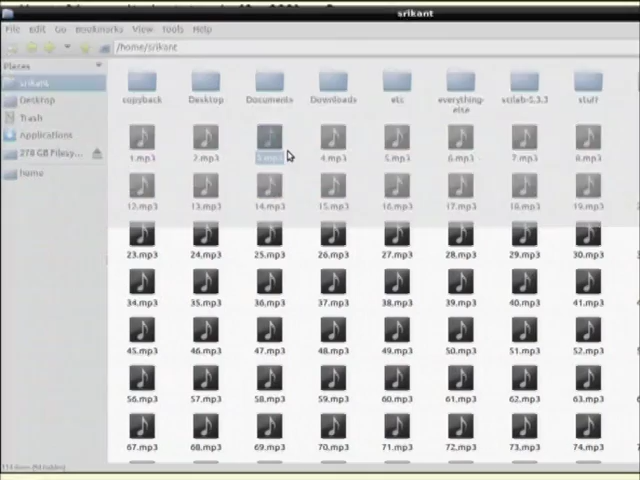 srikant
File Edit Go Bookmarks View Tools Help
/home/srikant
Places
srikant
Desktop
Trash
Applications
278 GB Filesy...
home
copyback Desktop Documents Downloads etc everything-else scilab-5.3.3 stuff
1.mp3 2.mp3 3.mp3 4.mp3 5.mp3 6.mp3 7.mp3 8.mp3
12.mp3 13.mp3 14.mp3 15.mp3 16.mp3 17.mp3 18.mp3 19.mp3
23.mp3 24.mp3 25.mp3 26.mp3 27.mp3 28.mp3 29.mp3 30.mp3
34.mp3 35.mp3 36.mp3 37.mp3 38.mp3 39.mp3 40.mp3 41.mp3
45.mp3 46.mp3 47.mp3 48.mp3 49.mp3 50.mp3 51.mp3 52.mp3
56.mp3 57.mp3 58.mp3 59.mp3 60.mp3 61.mp3 62.mp3 63.mp3
67.mp3 68.mp3 69.mp3 70.mp3 71.mp3 72.mp3 73.mp3 74.mp3